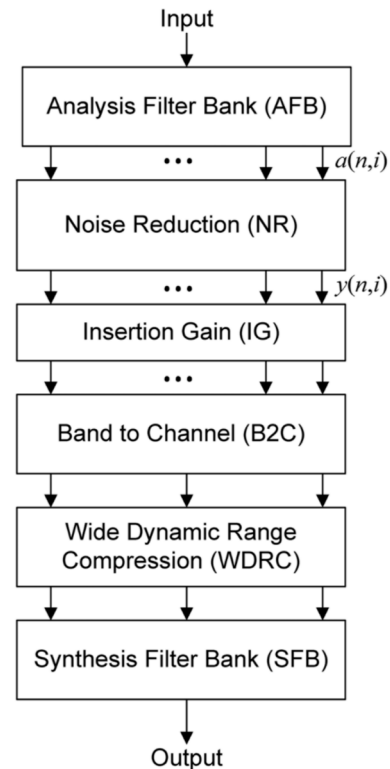 Input
Analysis Filter Bank (AFB)
... a(n,i)
Noise Reduction (NR)
... y(n,i)
Insertion Gain (IG)
...
Band to Channel (B2C)
Wide Dynamic Range
Compression (WDRC)
Synthesis Filter Bank (SFB)
Output